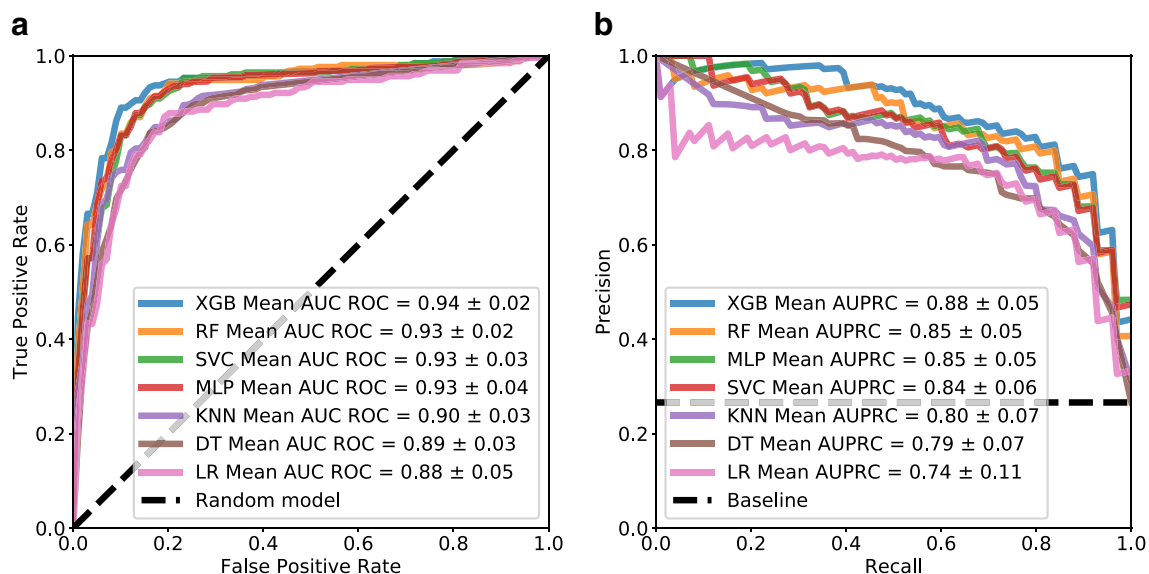 a
1.0
0.8
0.6
0.4
0.2
0.0
True Positive Rate
XGB Mean AUC ROC = 0.94 ± 0.02
RF Mean AUC ROC = 0.93 ± 0.02
SVC Mean AUC ROC = 0.93 ± 0.03
MLP Mean AUC ROC = 0.93 ± 0.04
KNN Mean AUC ROC = 0.90 ± 0.03
DT Mean AUC ROC = 0.89 ± 0.03
LR Mean AUC ROC = 0.88 ± 0.05
Random model
0.0 0.2 0.4 0.6 0.8 1.0
False Positive Rate
b
1.0
0.8
0.6
0.4
0.2
0.0
Precision
XGB Mean AUPRC = 0.88 ± 0.05
RF Mean AUPRC = 0.85 ± 0.05
MLP Mean AUPRC = 0.85 ± 0.05
SVC Mean AUPRC = 0.84 ± 0.06
KNN Mean AUPRC = 0.80 ± 0.07
DT Mean AUPRC = 0.79 ± 0.07
LR Mean AUPRC = 0.74 ± 0.11
Baseline
0.0 0.2 0.4 0.6 0.8 1.0
Recall